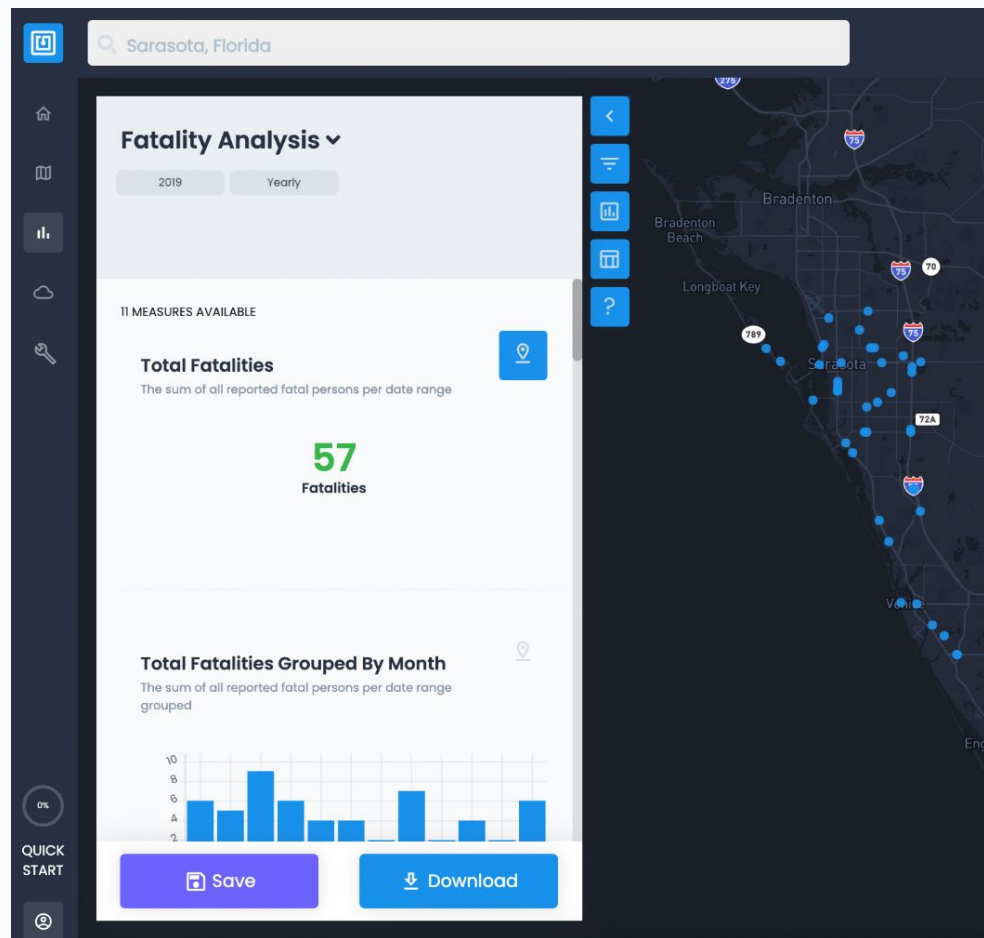 Sarasota, Florida
Fatality Analysis
2019 Yearly
11 MEASURES AVAILABLE
Total Fatalities
The sum of all reported fatal persons per date range
57
Fatalities
Total Fatalities Grouped By Month
The sum of all reported fatal persons per date range
grouped
10
8
6
4
2
Save
Download
0%
QUICK
START
?
275
75
Bradenton
Bradenton
Beach
75
70
Longboat Key
789
75
Sarasota
72A
Venice
Eng